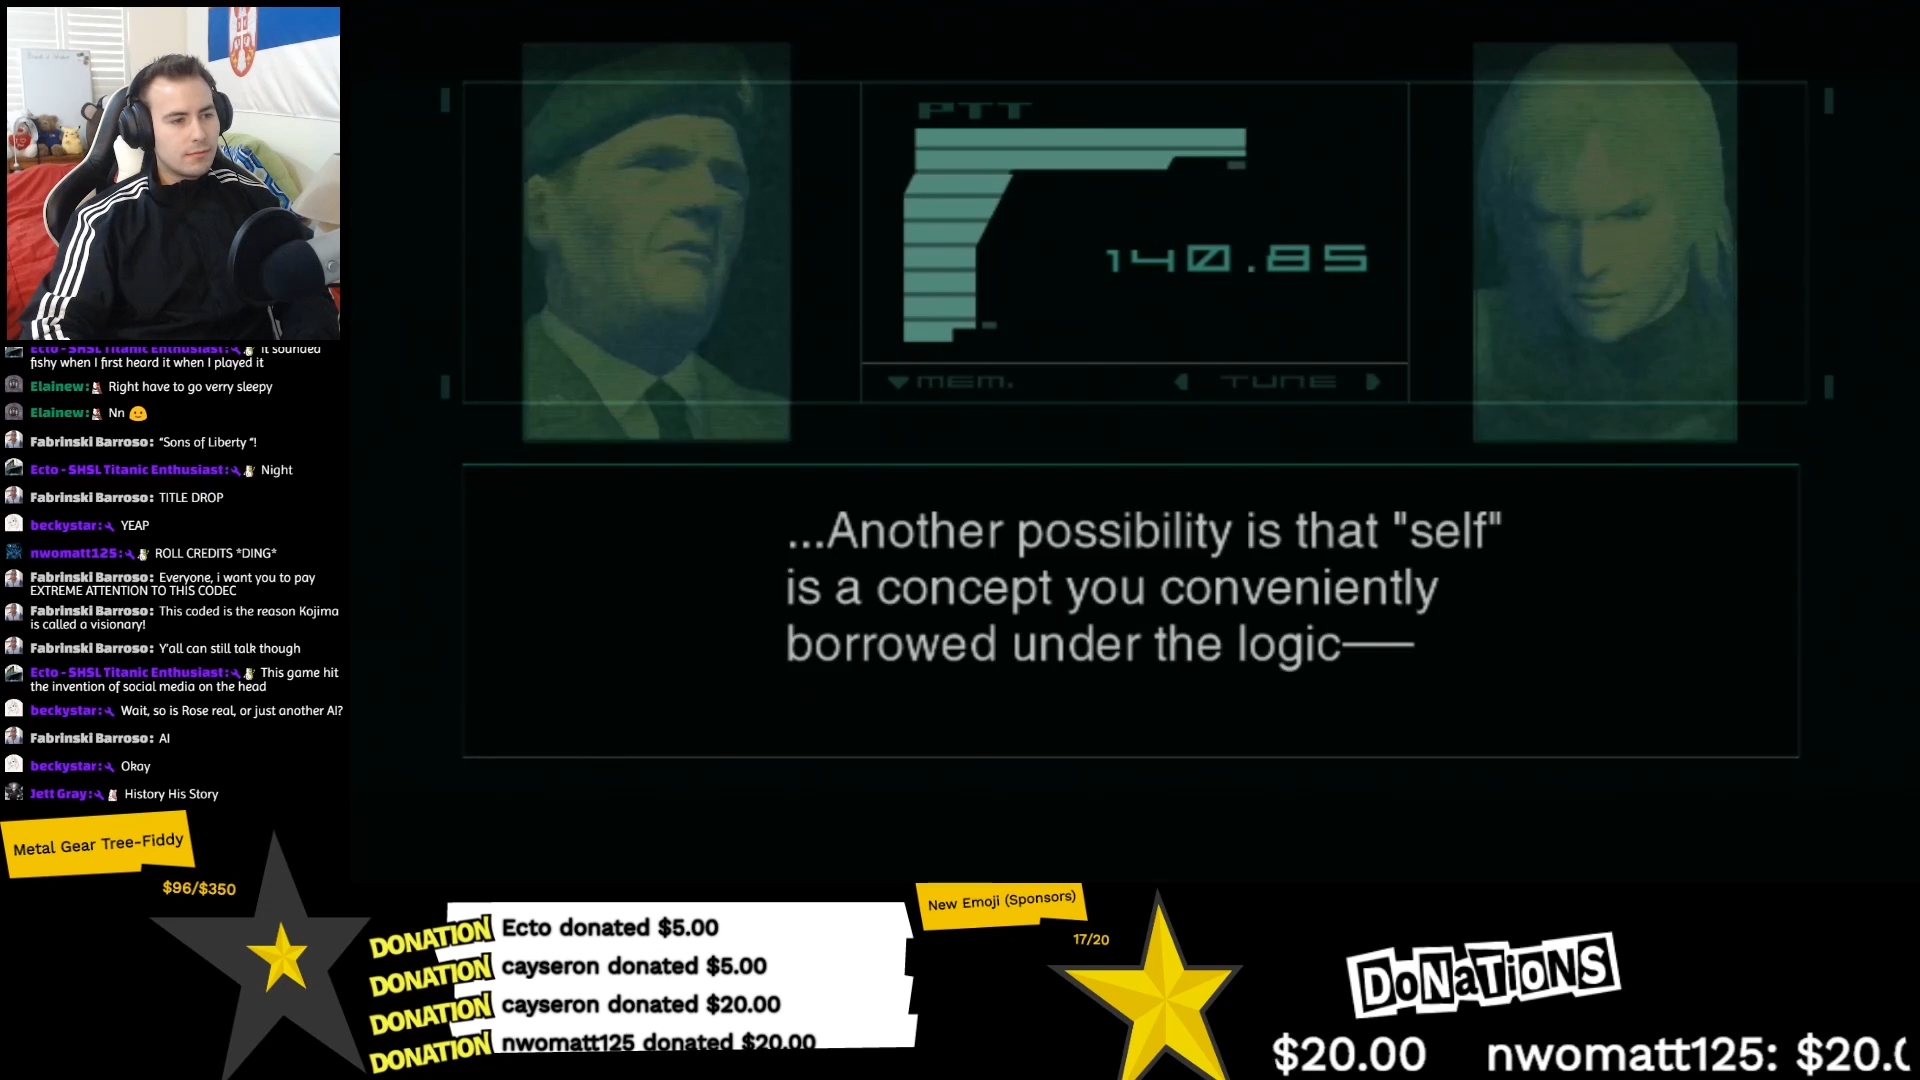 Ecto - SHSL Titanic Enthusiast: It sounded
fishy when I first heard it when I played it
Elainew: Right have to go verry sleepy
Elainew: Nn
Fabrinski Barroso: "Sons of Liberty "!
Ecto - SHSL Titanic Enthusiast: Night
Fabrinski Barroso: TITLE DROP
beckystar: YEAP
nwomatt125: ROLL CREDITS *DING*
Fabrinski Barroso: Everyone, i want you to pay
EXTREME ATTENTION TO THIS CODEC
Fabrinski Barroso: This coded is the reason Kojima
is called a visionary!
Fabrinski Barroso: Y'all can still talk though
Ecto - SHSL Titanic Enthusiast: This game hit
the invention of social media on the head
beckystar: Wait, so is Rose real, or just another AI?
Fabrinski Barroso: AI
beckystar: Okay
Jett Gray: History His Story
PTT
140.85
MEM.
TUNE
...Another possibility is that "self"
is a concept you conveniently
borrowed under the logic——
Metal Gear Tree-Fiddy
$96/$350
DONATION Ecto donated $5.00
DONATION cayseron donated $5.00
DONATION cayseron donated $20.00
DONATION nwomatt125 donated $20.00
New Emoji (Sponsors)
17/20
DONATIONS
$20.00 nwomatt125: $20.0